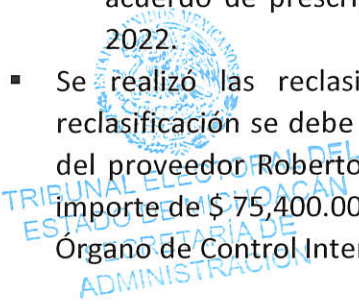 acuerdo de prescri
2022.
▪ Se realizó las reclasi
reclasificación se debe
del proveedor Roberto
importe de $ 75,400.00
Órgano de Control Inter
TRIBUNAL ELECTORAL DEL
ESTADO DE MICHOACÁN
SECRETARÍA DE
ADMINISTRACIÓN